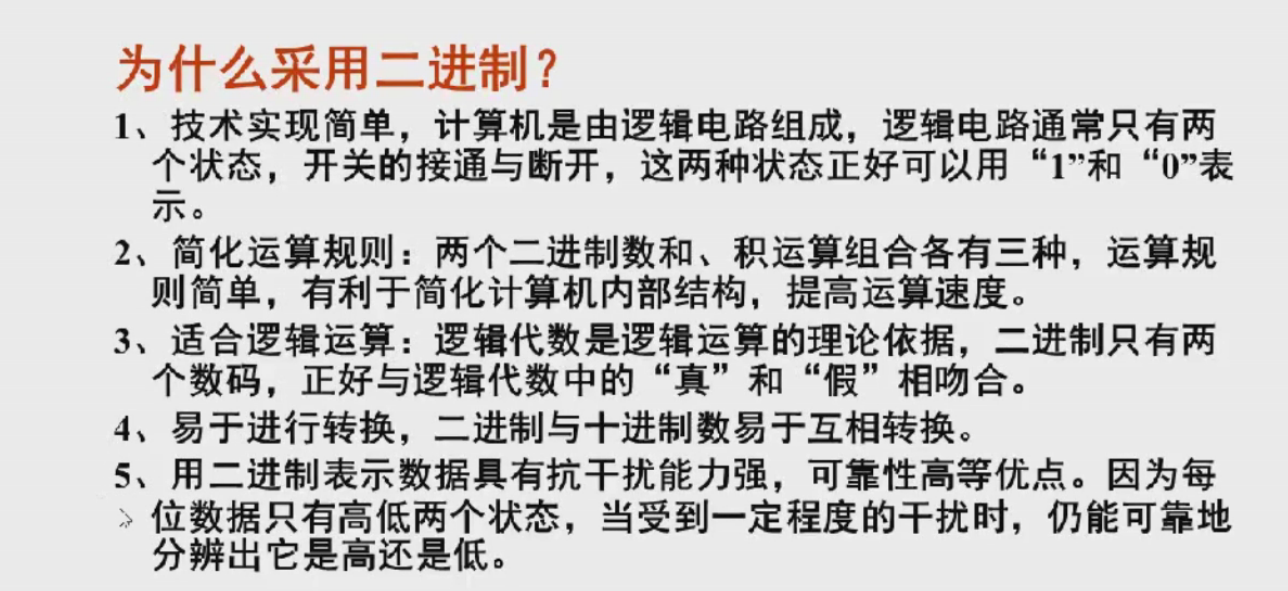 为什么采用二进制?
1、技术实现简单，计算机是由逻辑电路组成，逻辑电路通常只有两
个状态，开关的接通与断开，这两种状态正好可以用“1”和“0”表
示。
2、简化运算规则：两个二进制数和、积运算组合各有三种，运算规
则简单，有利于简化计算机内部结构，提高运算速度。
3、适合逻辑运算：逻辑代数是逻辑运算的理论依据，二进制只有两
个数码，正好与逻辑代数中的“真”和“假”相吻合。
4、易于进行转换，二进制与十进制数易于互相转换。
5、用二进制表示数据具有抗干扰能力强，可靠性高等优点。因为每
位数据只有高低两个状态，当受到一定程度的干扰时，仍能可靠地
分辨出它是高还是低。